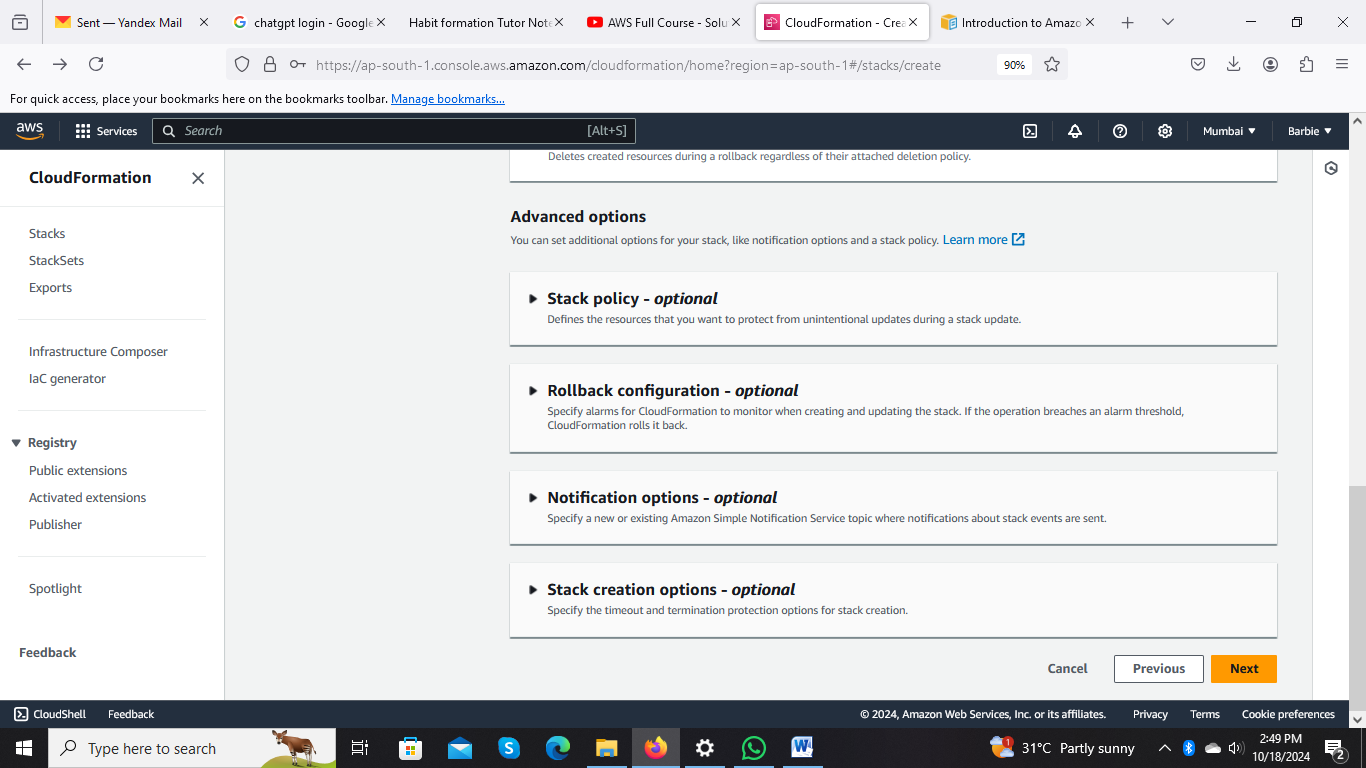 Sent — Yandex Mail
chatgpt login - Google
Habit formation Tutor Note
AWS Full Course - Solu
CloudFormation - Crea
Introduction to Amazo
https://ap-south-1.console.aws.amazon.com/cloudformation/home?region=ap-south-1#/stacks/create
90%
For quick access, place your bookmarks here on the bookmarks toolbar. Manage bookmarks...
aws
Services
Search
[Alt+S]
Mumbai
Barbie
CloudFormation
Stacks
StackSets
Exports
Infrastructure Composer
IaC generator
Registry
Public extensions
Activated extensions
Publisher
Spotlight
Feedback
Deletes created resources during a rollback regardless of their attached deletion policy.
Advanced options
You can set additional options for your stack, like notification options and a stack policy. Learn more
Stack policy - optional
Defines the resources that you want to protect from unintentional updates during a stack update.
Rollback configuration - optional
Specify alarms for CloudFormation to monitor when creating and updating the stack. If the operation breaches an alarm threshold,
CloudFormation rolls it back.
Notification options - optional
Specify a new or existing Amazon Simple Notification Service topic where notifications about stack events are sent.
Stack creation options - optional
Specify the timeout and termination protection options for stack creation.
Cancel
Previous
Next
CloudShell
Feedback
© 2024, Amazon Web Services, Inc. or its affiliates.
Privacy
Terms
Cookie preferences
Type here to search
1
31°C Partly sunny
2:49 PM
10/18/2024
2